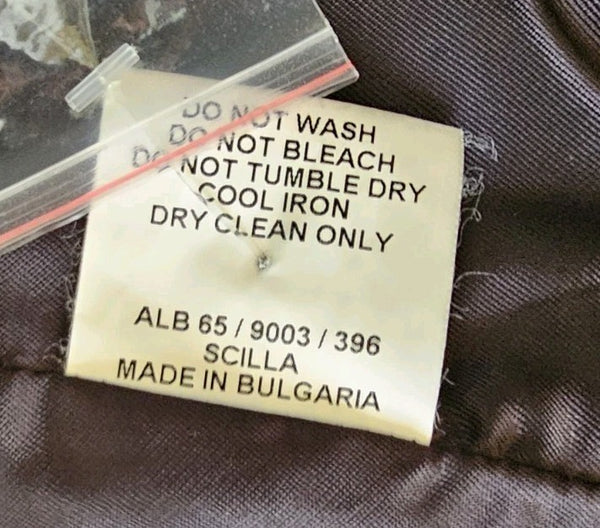 DO NOT WASH
DO NOT BLEACH
DO NOT TUMBLE DRY
COOL IRON
DRY CLEAN ONLY
ALB 65 / 9003 / 396
SCILLA
MADE IN BULGARIA